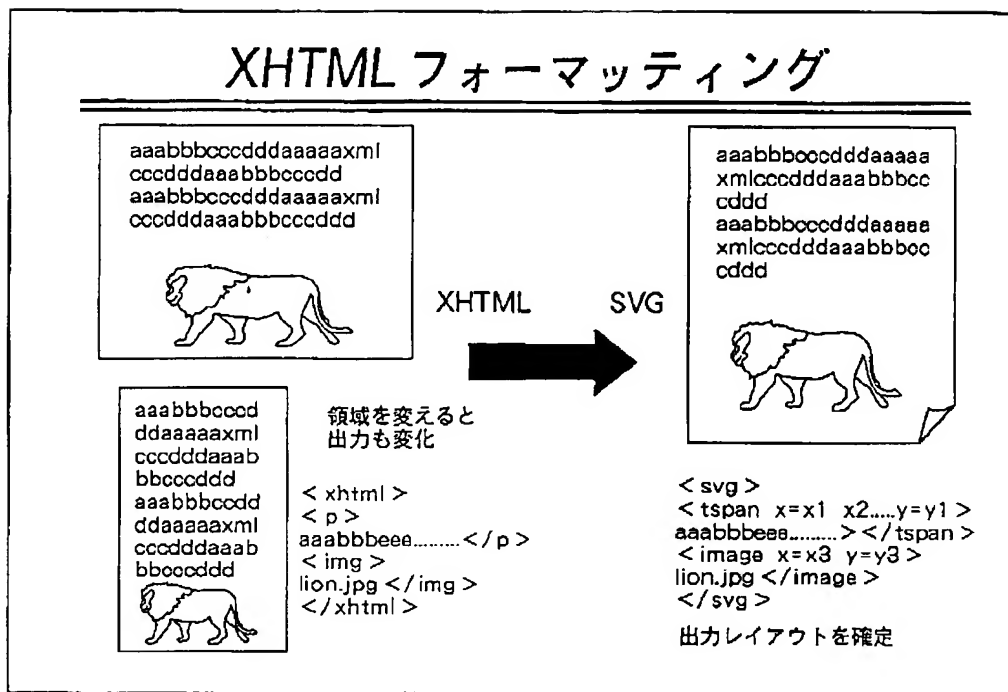 XHTML フォーマッティング
aaabbbcccdddaaaaaxml
cccdddaaabbbcccdd
aaabbbcccdddaaaaaxml
cccdddaaabbbcccddd
XHTML
SVG
aaabbbcccdddaaaaa
xmlcccdddaaabbbcc
cddd
aaabbbcccdddaaaaa
xmlcccdddaaabbbcc
cddd
aaabbbcccd
ddaaaaaxml
cccdddaaab
bbcccddd
aaabbbccdd
ddaaaaaxml
cccdddaaab
bbcccddd
領域を変えると
出力も変化
< xhtml >
< p >
aaabbbeee.........< / p >
< img >
lion.jpg < / img >
< / xhtml >
< svg >
< tspan x=x1 x2.....y=y1 >
aaabbbeee.........> < / tspan >
< image x=x3 y=y3 >
lion.jpg < / image >
< / svg >
出力レイアウトを確定